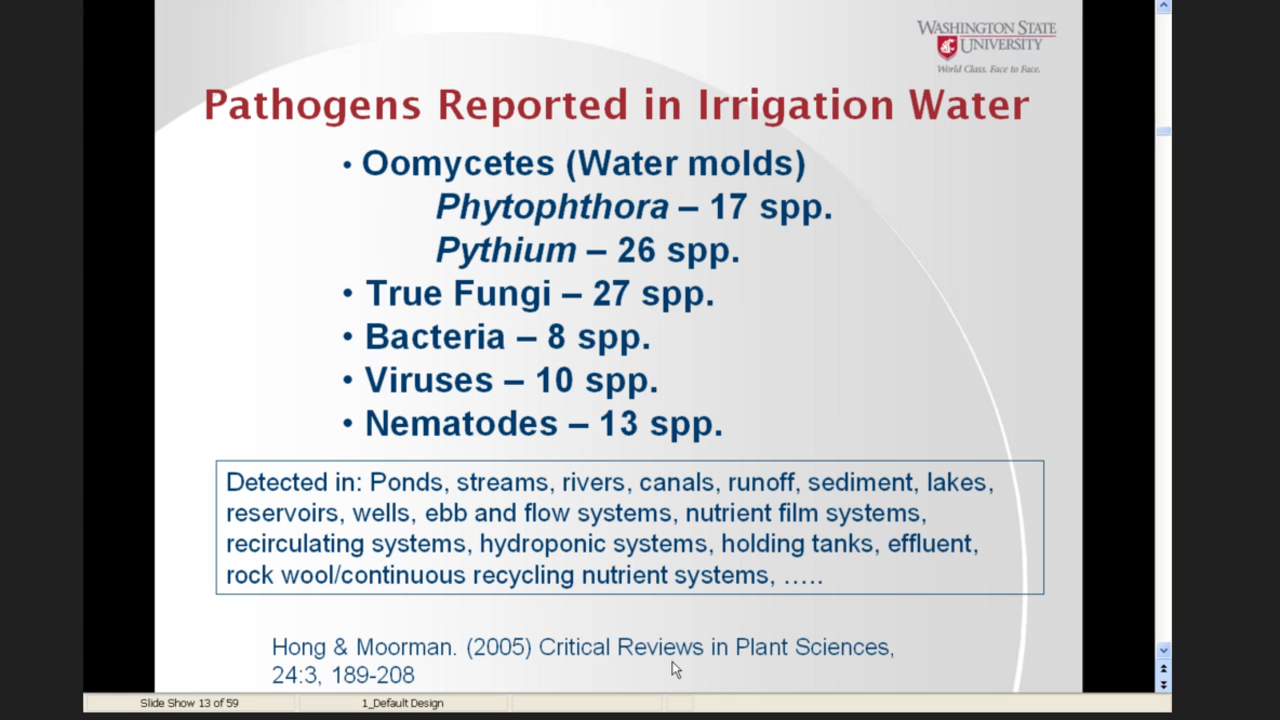 WASHINGTON STATE
UNIVERSITY
World Class. Face to Face.
Pathogens Reported in Irrigation Water
• Oomycetes (Water molds)
Phytophthora – 17 spp.
Pythium – 26 spp.
• True Fungi – 27 spp.
• Bacteria – 8 spp.
• Viruses – 10 spp.
• Nematodes – 13 spp.
Detected in: Ponds, streams, rivers, canals, runoff, sediment, lakes,
reservoirs, wells, ebb and flow systems, nutrient film systems,
recirculating systems, hydroponic systems, holding tanks, effluent,
rock wool/continuous recycling nutrient systems, …..
Hong & Moorman. (2005) Critical Reviews in Plant Sciences,
24:3, 189-208
Slide Show 13 of 59
1_Default Design